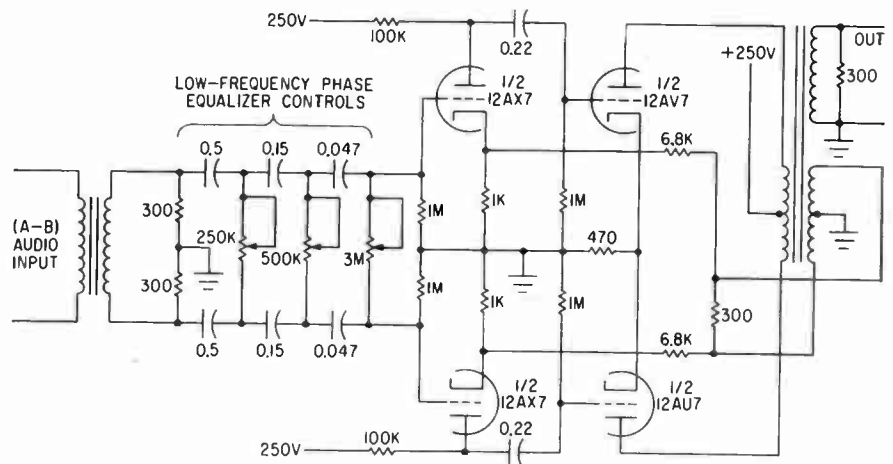 250V
100K
0.22
+250V
OUT
300
LOW-FREQUENCY PHASE
EQUALIZER CONTROLS
1/2
12AX7
1/2
12AV7
0.5
0.15
0.047
6.8K
(A-B)
AUDIO
INPUT
300
300
250K
500K
3M
1M
1M
1K
1K
1M
1M
470
300
0.5
0.15
0.047
6.8K
1/2
12AX7
1/2
12AU7
250V
100K
0.22